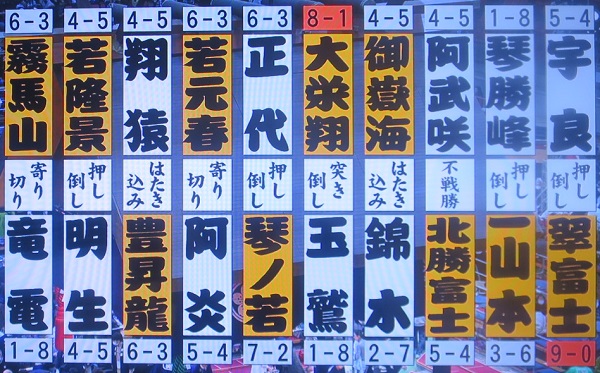 5-4
宇良
押し
倒し
翠富士
9-0
1-8
琴勝峰
押し
倒し
一山本
3-6
4-5
阿武咲
不戦勝
北勝富士
5-4
4-5
御嶽海
はたき
込み
錦木
2-7
8-1
大栄翔
突き
倒し
玉鷲
1-8
6-3
正代
押し
倒し
琴ノ若
7-2
6-3
若元春
寄り
切り
阿炎
5-4
4-5
翔猿
はたき
込み
豊昇龍
6-3
4-5
若隆景
押し
倒し
明生
4-5
6-3
霧馬山
寄り
切り
竜電
1-8